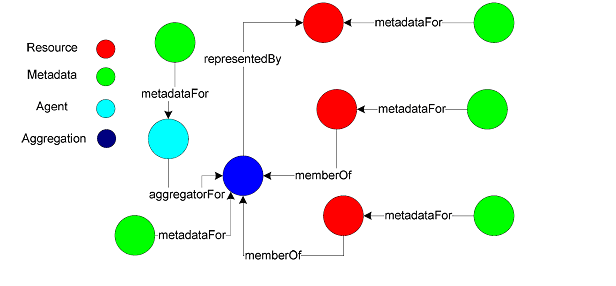 Resource
Metadata
Agent
Aggregation
metadataFor
representedBy
metadataFor
metadataFor
aggregatorFor
memberOf
metadataFor
metadataFor
memberOf